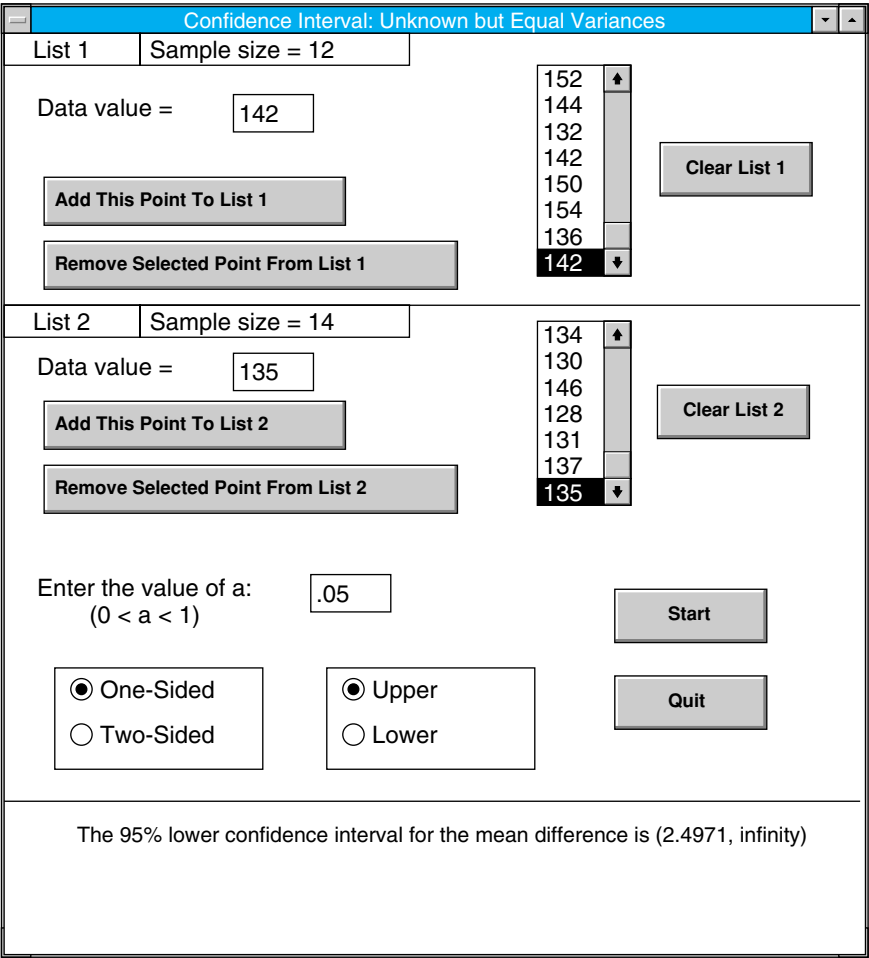 Confidence Interval: Unknown but Equal Variances
List 1 Sample size = 12
Data value = 142
Add This Point To List 1
Remove Selected Point From List 1
152
144
132
142
150
154
136
142
Clear List 1
List 2 Sample size = 14
Data value = 135
Add This Point To List 2
Remove Selected Point From List 2
134
130
146
128
131
137
135
Clear List 2
Enter the value of a: .05
(0 < a < 1)
Start
One-Sided
Two-Sided
Upper
Lower
Quit
The 95% lower confidence interval for the mean difference is (2.4971, infinity)